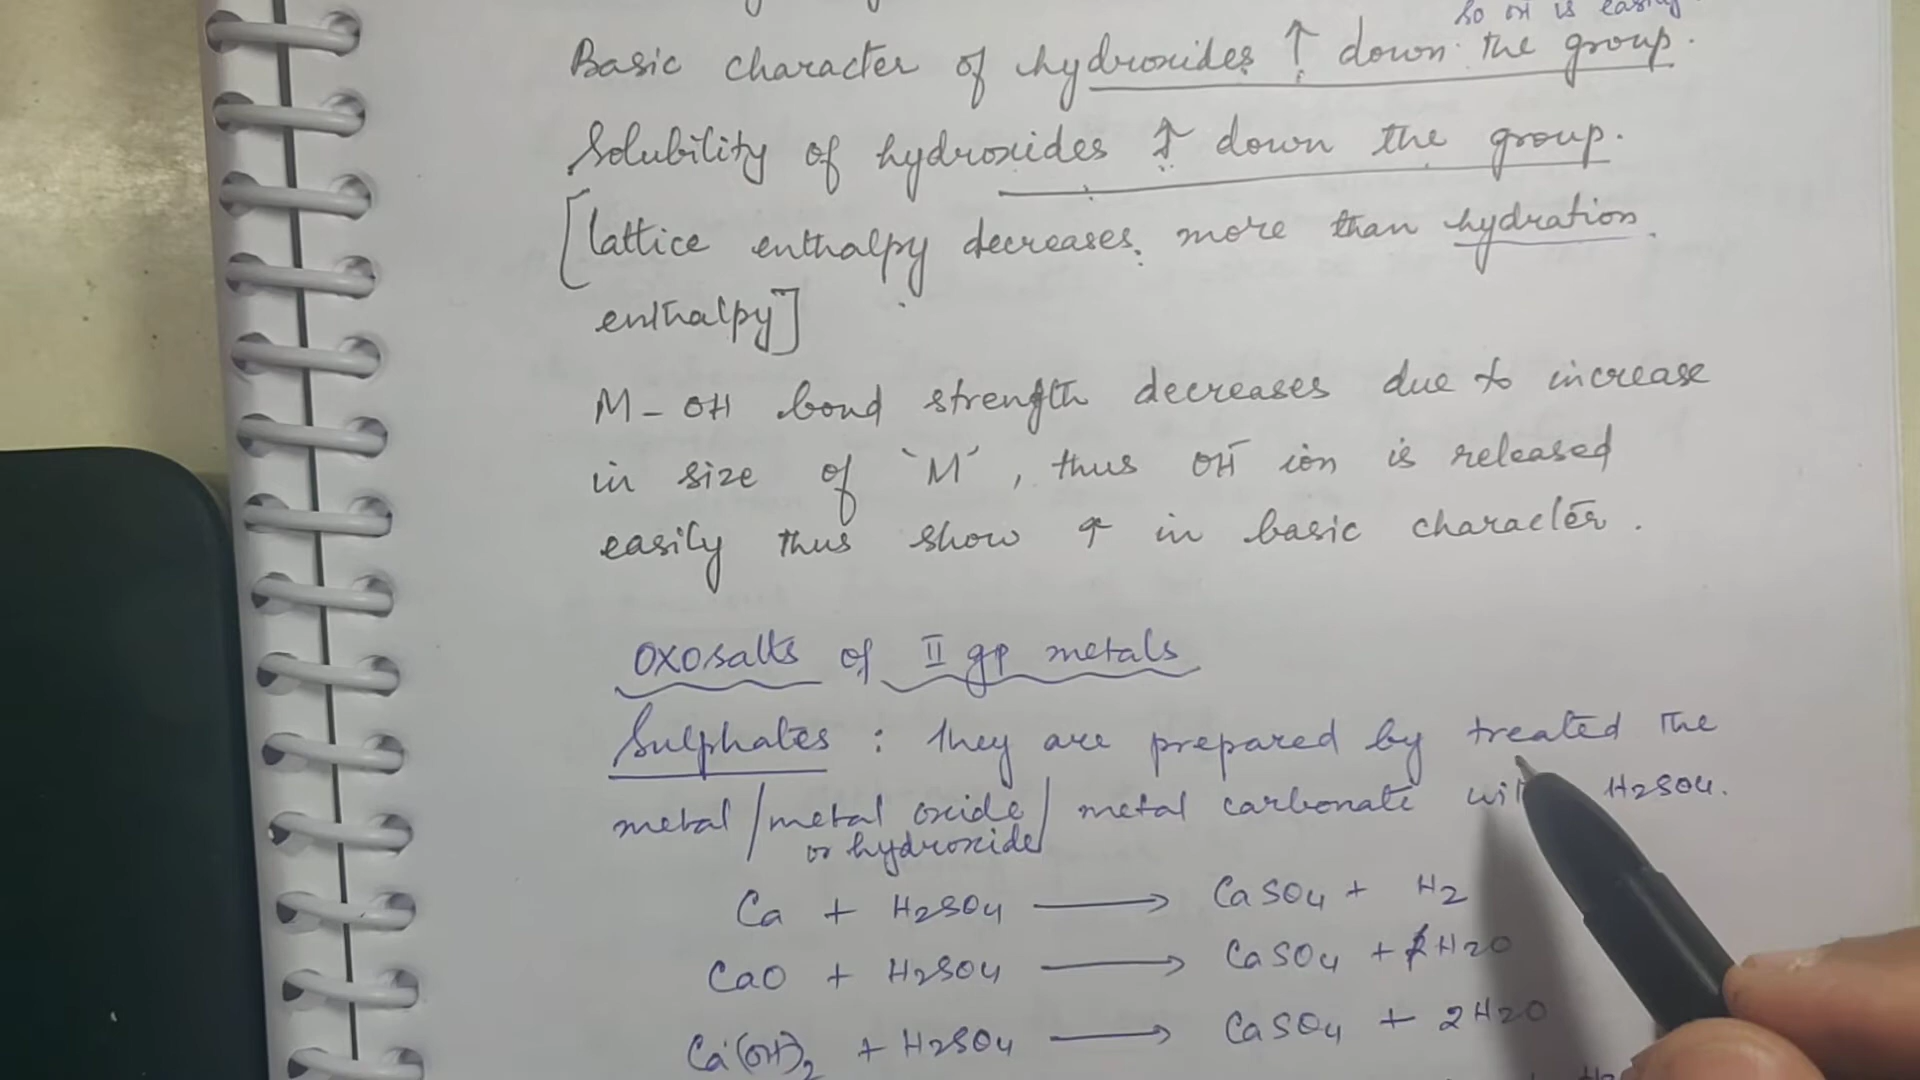 so OH is easily
Basic character of hydroxides ↑ down the group.
Solubility of hydroxides ↑ down the group.
[lattice enthalpy decreases more than hydration
enthalpy]
M-OH bond strength decreases due to increase
in size of 'M', thus OH⁻ ion is released
easily thus show ↑ in basic character.
Oxosalts of II gp metals
Sulphates : They are prepared by treated the
metal/metal oxide/metal carbonate with H2SO4.
or hydroxide
Ca + H2SO4 → CaSO4 + H2
CaO + H2SO4 → CaSO4 + H2O
Ca(OH)2 + H2SO4 → CaSO4 + 2H2O